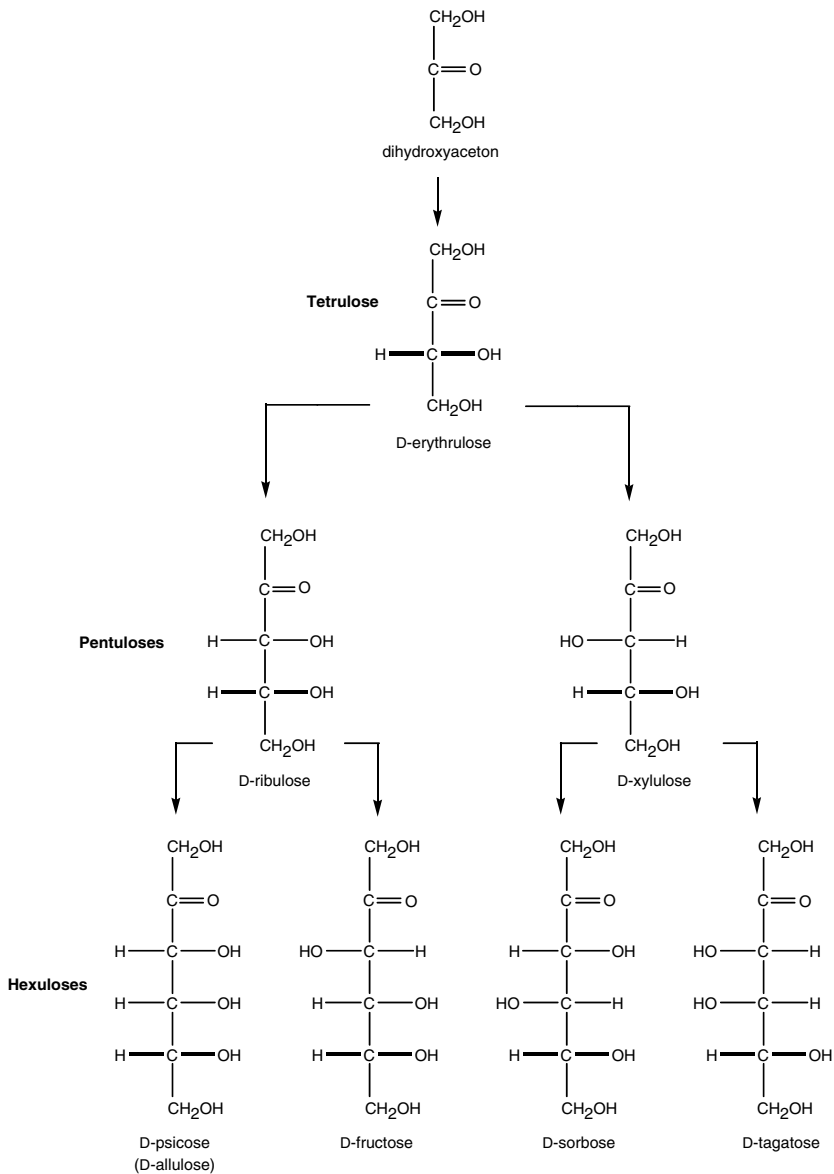 CH2OH
C=O
CH2OH
dihydroxyaceton
CH2OH
Tetrulose
C=O
H C OH
CH2OH
D-erythrulose
CH2OH CH2OH
C=O C=O
Pentuloses
H C OH HO C H
H C OH H C OH
CH2OH CH2OH
D-ribulose D-xylulose
CH2OH CH2OH CH2OH CH2OH
C=O C=O C=O C=O
H C OH HO C H H C OH HO C H
Hexuloses
H C OH H C OH HO C H HO C H
H C OH H C OH H C OH H C OH
CH2OH CH2OH CH2OH CH2OH
D-psicose D-fructose D-sorbose D-tagatose
(D-allulose)